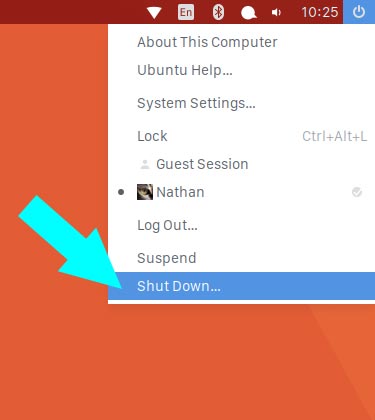 En 10:25
About This Computer
Ubuntu Help...
System Settings...
Lock Ctrl+Alt+L
Guest Session
Nathan
Log Out...
Suspend
Shut Down...